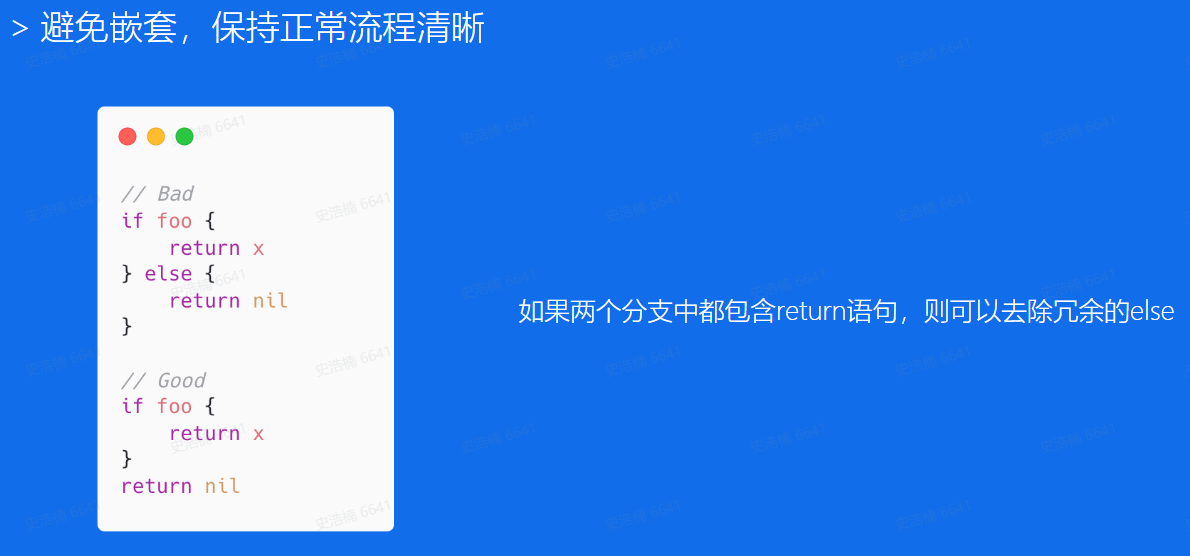 > 避免嵌套，保持正常流程清晰
// Bad
if foo {
    return x
} else {
    return nil
}
// Good
if foo {
    return x
}
return nil
如果两个分支中都包含return语句，则可以去除冗余的else
史浩楠 6641